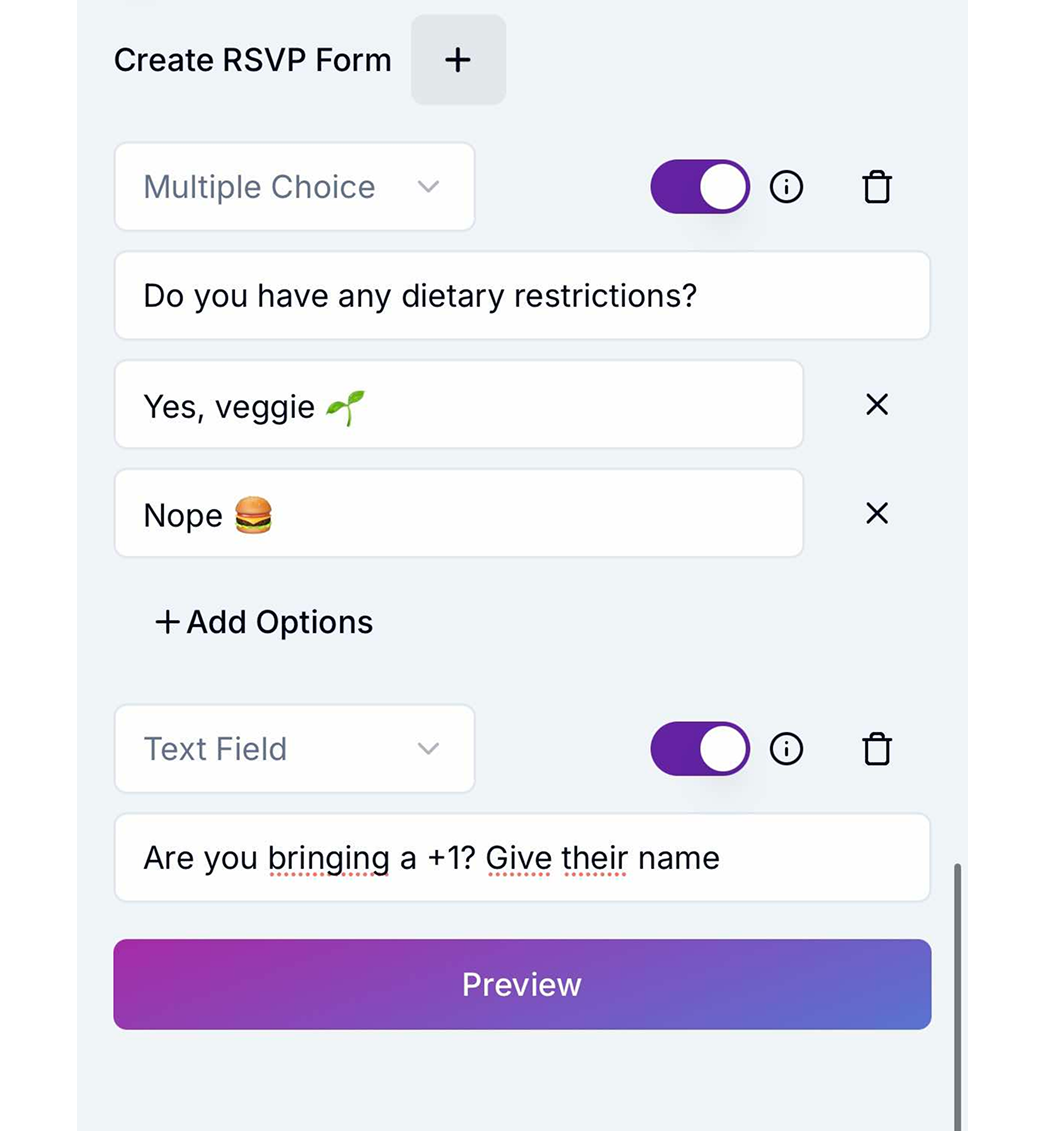 Create RSVP Form +
Multiple Choice
Do you have any dietary restrictions?
Yes, veggie 🌱
Nope 🍔
+ Add Options
Text Field
Are you bringing a +1? Give their name
Preview